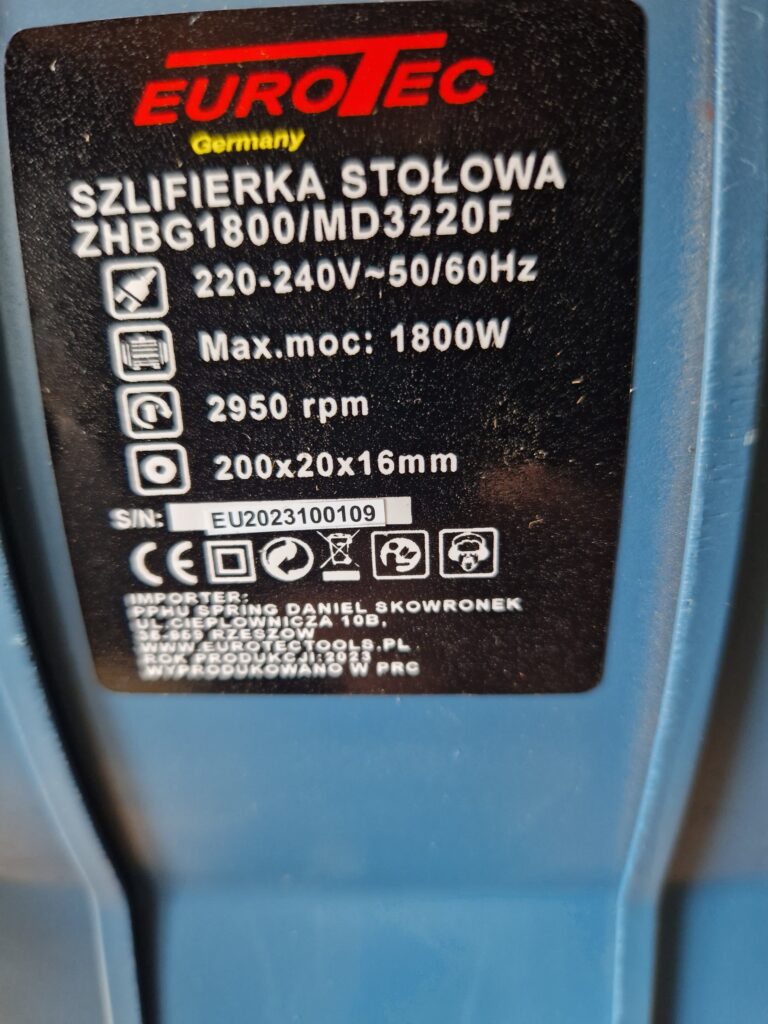 EUROTEC
Germany
SZLIFIERKA STOŁOWA
ZHBG1800/MD3220F
220-240V~50/60Hz
Max.moc: 1800W
2950 rpm
200x20x16mm
S/N: EU2023100109
CE
IMPORTER:
PPHU SPRING DANIEL SKOWRONEK
UL.CIEPŁOWNICZA 10B,
RZESZOW
WWW.EUROTECTOOLS.PL
ROK PRODUKCJI:2023
WYPRODUKOWANO W PRC